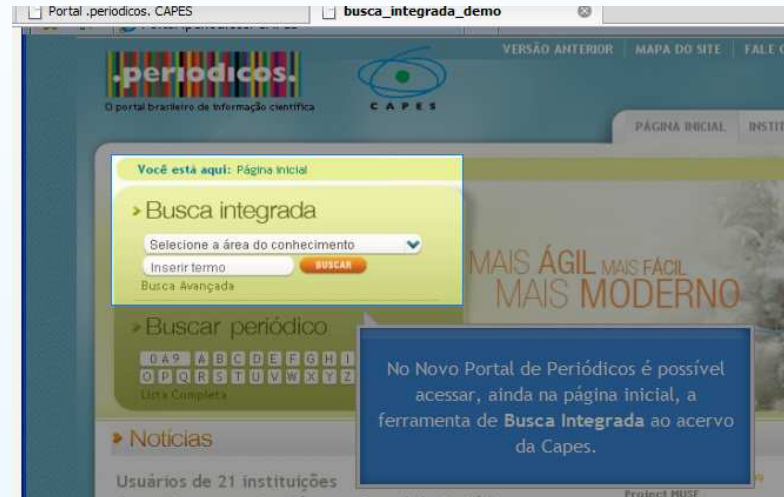 Portal .periodicos. CAPES
busca_integrada_demo
VERSÃO ANTERIOR
MAPA DO SITE
FALE
.periodicos.
O portal brasileiro de informação científica
CAPES
PÁGINA INICIAL
Você está aqui: Página inicial
Busca integrada
Selecione a área do conhecimento
Inserir termo
BUSCAR
Busca Avançada
MAIS ÁGIL MAIS FÁCIL
MAIS MODERNO
Buscar periódico
0 A 9 A B C D E F G H I
O P Q R S T U V W X Y Z
Lista Completa
No Novo Portal de Periódicos é possível
acessar, ainda na página inicial, a
ferramenta de Busca Integrada ao acervo
da Capes.
Notícias
Usuários de 21 instituições
Project MUSE